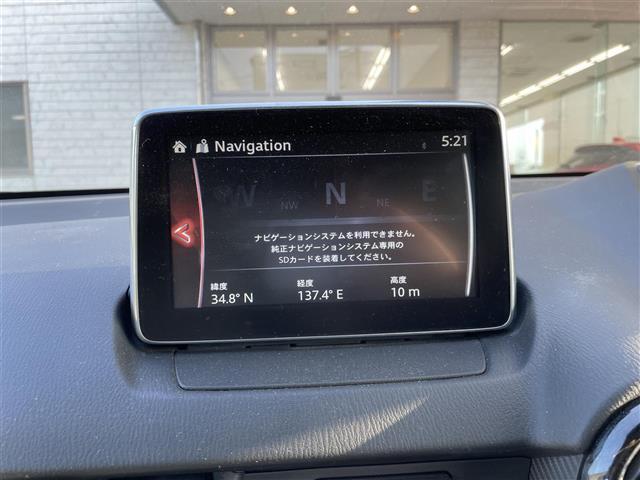 Navigation 5:21
W NW N NE E
ナビゲーションシステムを利用できません。
純正ナビゲーションシステム専用の
SDカードを装着してください。
緯度 経度 高度
34.8° N 137.4° E 10 m